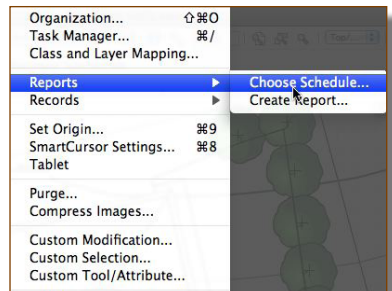 Organization... ⇧⌘O
Task Manager... ⌘/
Class and Layer Mapping...
Reports ▶
Choose Schedule...
Records ▶
Create Report...
Set Origin... ⌘9
SmartCursor Settings... ⌘8
Tablet
Purge...
Compress Images...
Custom Modification...
Custom Selection...
Custom Tool/Attribute...